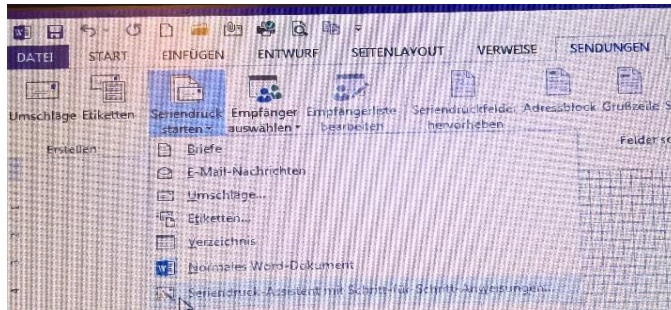 DATEI START EINFÜGEN ENTWURF SEITENLAYOUT VERWEISE SENDUNGEN
Umschläge Etiketten Seriendruck starten Empfänger auswählen Empfängerliste bearbeiten Seriendruckfelder hervorheben Adressblock Grußzeile
Erstellen
Briefe
E-Mail-Nachrichten
Umschläge...
Etiketten...
Verzeichnis
Normales Word-Dokument
Seriendruck-Assistent mit Schritt-für-Schritt-Anweisungen...